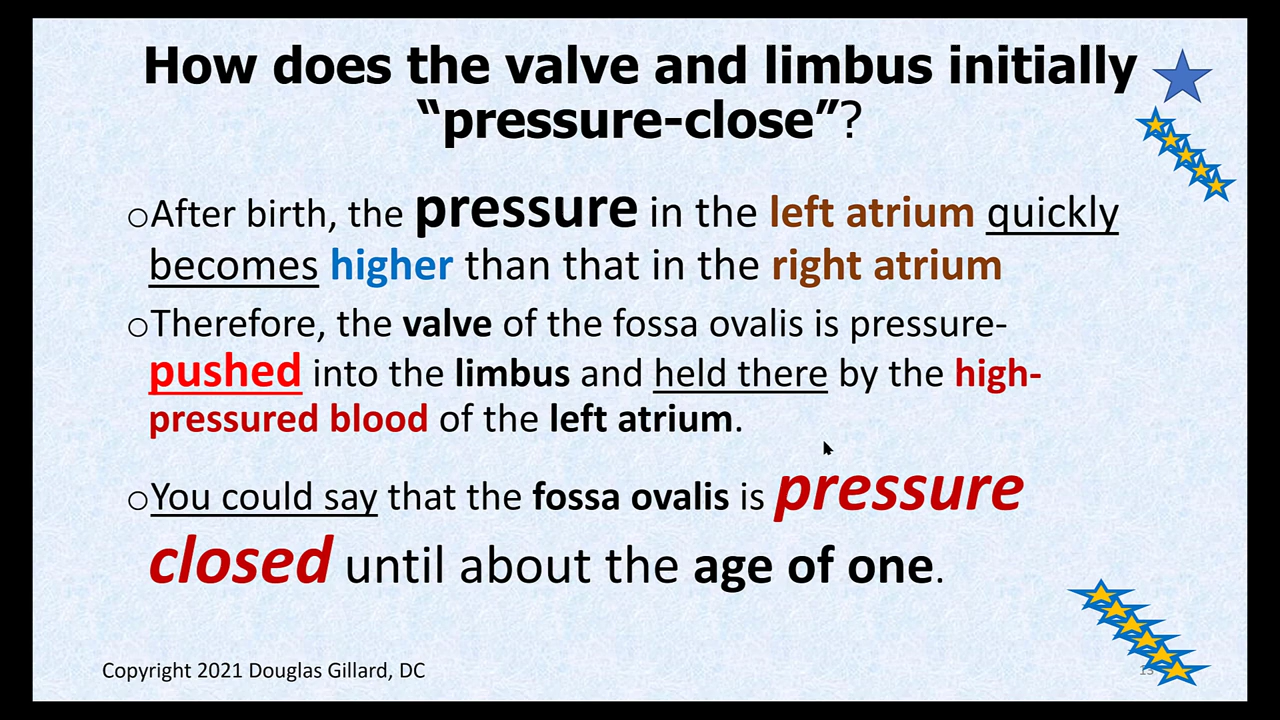 How does the valve and limbus initially
“pressure-close”?
oAfter birth, the pressure in the left atrium quickly
becomes higher than that in the right atrium
oTherefore, the valve of the fossa ovalis is pressure-
pushed into the limbus and held there by the high-
pressured blood of the left atrium.
oYou could say that the fossa ovalis is pressure
closed until about the age of one.
Copyright 2021 Douglas Gillard, DC